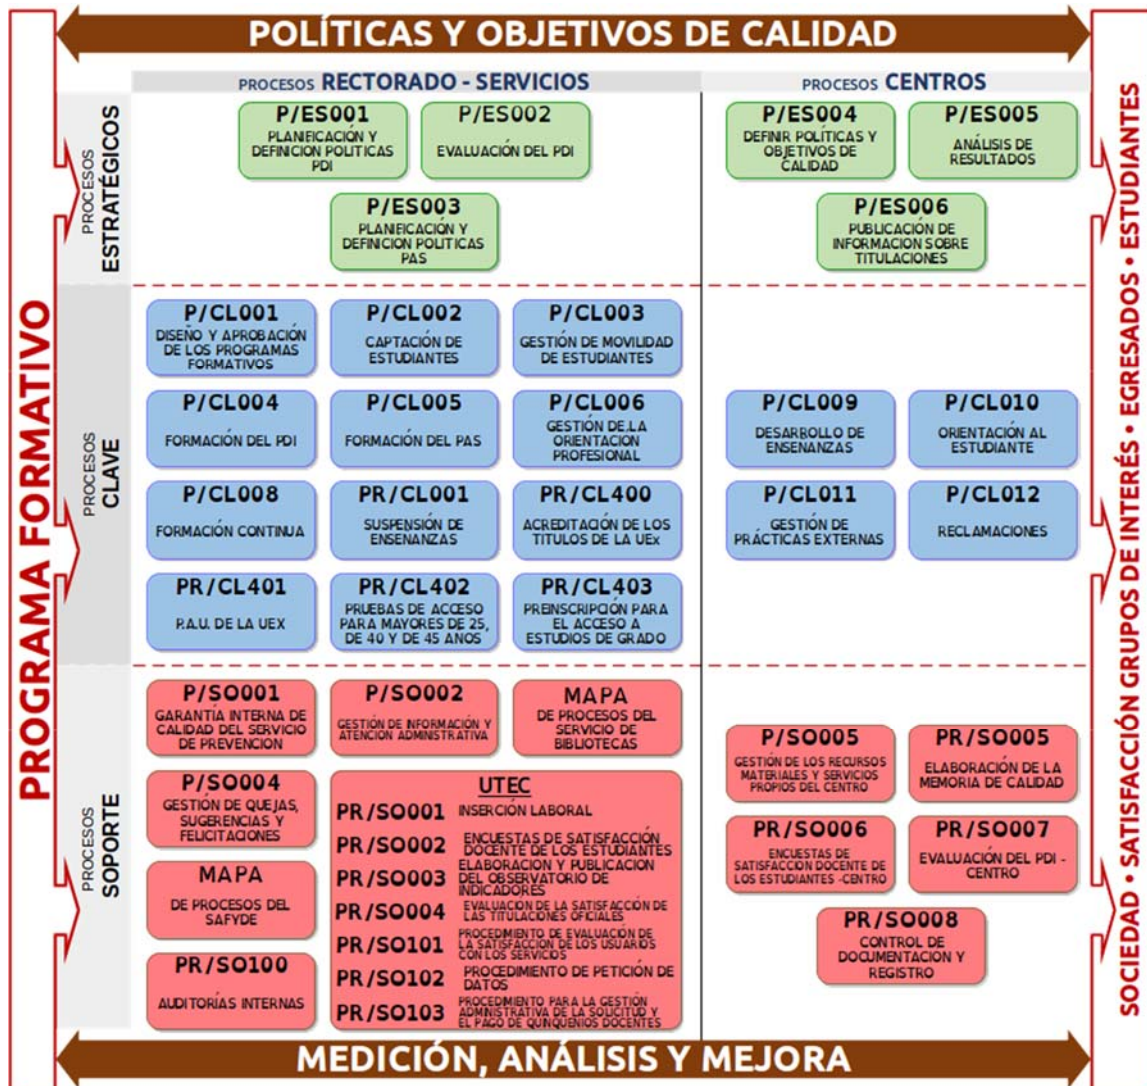 POLÍTICAS Y OBJETIVOS DE CALIDAD
PROCESOS RECTORADO - SERVICIOS
PROCESOS CENTROS
PROGRAMA FORMATIVO
PROCESOS
ESTRATÉGICOS
P/ES001
PLANIFICACIÓN Y
DEFINICION POLITICAS
PDI
P/ES002
EVALUACIÓN DEL PDI
P/ES003
PLANIFICACIÓN Y
DEFINICION POLITICAS
PAS
P/ES004
DEFINIR POLÍTICAS Y
OBJETIVOS DE
CALIDAD
P/ES005
ANÁLISIS DE
RESULTADOS
P/ES006
PUBLICACIÓN DE
INFORMACION SOBRE
TITULACIONES
PROCESOS
CLAVE
P/CL001
DISEÑO Y APROBACIÓN
DE LOS PROGRAMAS
FORMATIVOS
P/CL002
CAPTACIÓN DE
ESTUDIANTES
P/CL003
GESTIÓN DE MOVILIDAD
DE ESTUDIANTES
P/CL004
FORMACIÓN DEL PDI
P/CL005
FORMACIÓN DEL PAS
P/CL006
GESTIÓN DE LA
ORIENTACIÓN
PROFESIONAL
P/CL008
FORMACIÓN CONTINUA
PR/CL001
SUSPENSIÓN DE
ENSEÑANZAS
PR/CL400
ACREDITACIÓN DE LOS
TITULOS DE LA UEx
PR/CL401
P.A.U. DE LA UEX
PR/CL402
PRUEBAS DE ACCESO
PARA MAYORES DE 25,
DE 40 Y DE 45 AÑOS
PR/CL403
PREINSCRIPCIÓN PARA
EL ACCESO A
ESTUDIOS DE GRADO
P/CL009
DESARROLLO DE
ENSEÑANZAS
P/CL010
ORIENTACIÓN AL
ESTUDIANTE
P/CL011
GESTIÓN DE
PRÁCTICAS EXTERNAS
P/CL012
RECLAMACIONES
PROCESOS
SOPORTE
P/SO001
GARANTÍA INTERNA DE
CALIDAD DEL SERVICIO
DE PREVENCIÓN
P/SO002
GESTIÓN DE INFORMACIÓN Y
ATENCIÓN ADMINISTRATIVA
MAPA
DE PROCESOS DEL
SERVICIO DE
BIBLIOTECAS
P/SO004
GESTIÓN DE QUEJAS,
SUGERENCIAS Y
FELICITACIONES
MAPA
DE PROCESOS DEL
SAFYDE
PR/SO100
AUDITORÍAS INTERNAS
UTEC
PR/SO001 INSERCIÓN LABORAL
PR/SO002 ENCUESTAS DE SATISFACCIÓN
DOCENTE DE LOS ESTUDIANTES
PR/SO003 ELABORACION Y PUBLICACION
DEL OBSERVATORIO DE
INDICADORES
PR/SO004 EVALUACION DE LA SATISFACCIÓN DE
LAS TITULACIONES OFICIALES
PR/SO101 PROCEDIMIENTO DE EVALUACIÓN DE
LA SATISFACCION DE LOS USUARIOS
CON LOS SERVICIOS
PR/SO102 PROCEDIMIENTO DE PETICIÓN DE
DATOS
PR/SO103 PROCEDIMIENTO PARA LA GESTIÓN
ADMINISTRATIVA DE LA SOLICITUD Y
EL PAGO DE QUINQUENIOS DOCENTES
P/SO005
GESTIÓN DE LOS RECURSOS
MATERIALES Y SERVICIOS
PROPIOS DEL CENTRO
PR/SO005
ELABORACIÓN DE LA
MEMORIA DE CALIDAD
PR/SO006
ENCUESTAS DE
SATISFACCIÓN DOCENTE DE
LOS ESTUDIANTES -CENTRO
PR/SO007
EVALUACIÓN DEL PDI -
CENTRO
PR/SO008
CONTROL DE
DOCUMENTACION Y
REGISTRO
SOCIEDAD • SATISFACCIÓN GRUPOS DE INTERÉS • EGRESADOS • ESTUDIANTES
MEDICIÓN, ANÁLISIS Y MEJORA